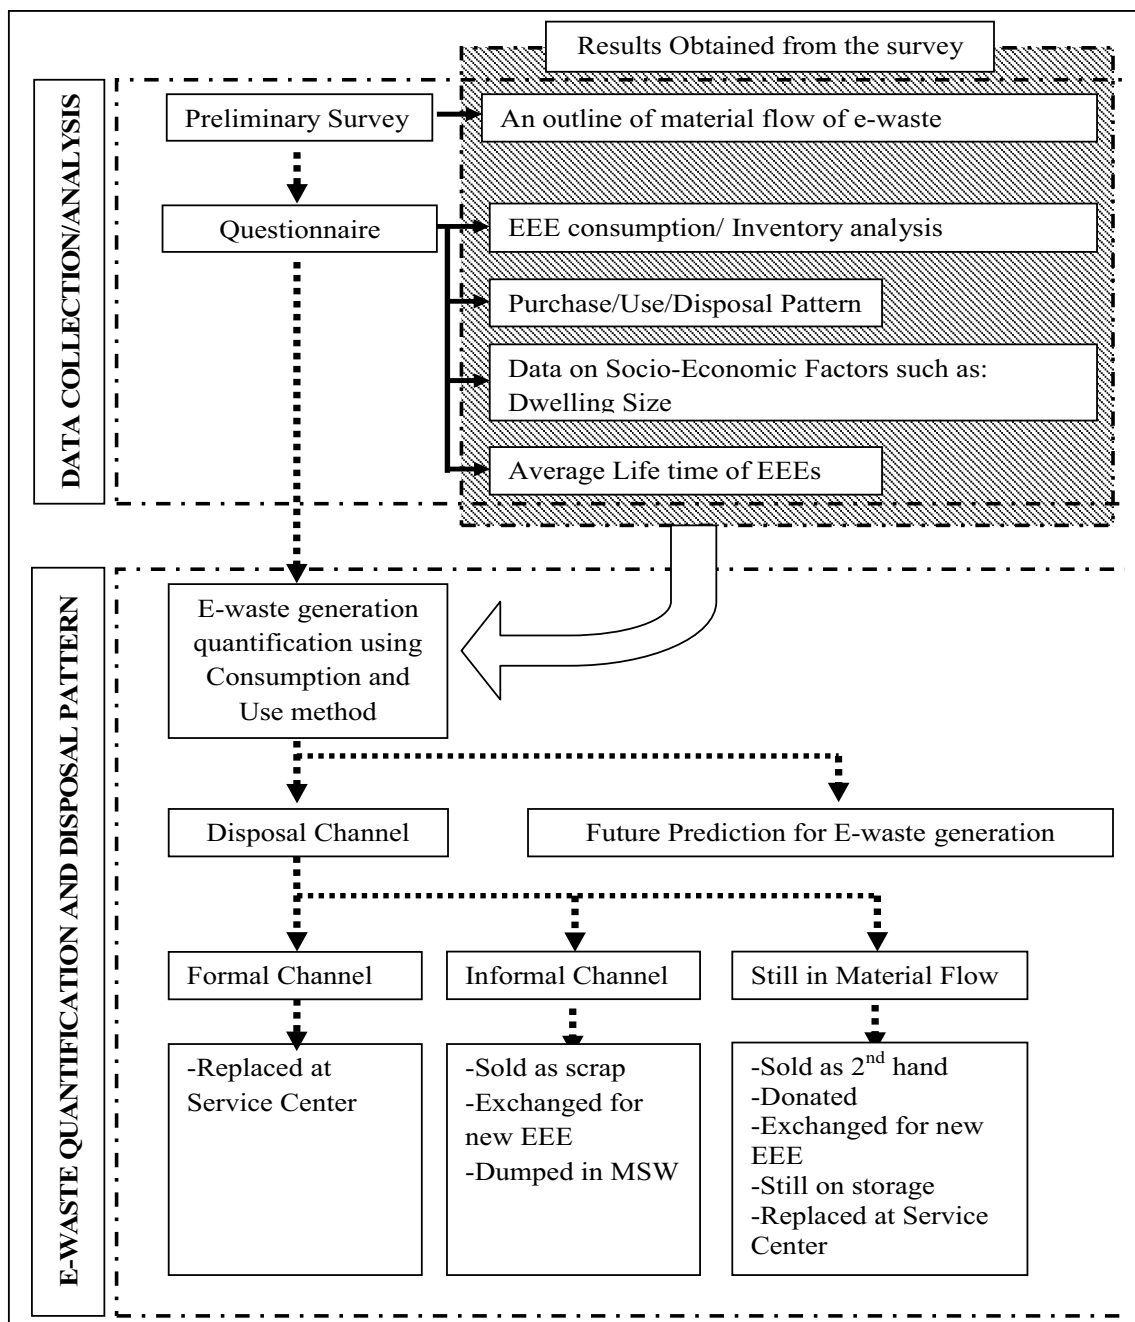 Results Obtained from the survey
DATA COLLECTION/ANALYSIS
Preliminary Survey
An outline of material flow of e-waste
Questionnaire
EEE consumption/ Inventory analysis
Purchase/Use/Disposal Pattern
Data on Socio-Economic Factors such as:
Dwelling Size
Average Life time of EEEs
E-WASTE QUANTIFICATION AND DISPOSAL PATTERN
E-waste generation
quantification using
Consumption and
Use method
Disposal Channel
Future Prediction for E-waste generation
Formal Channel
Informal Channel
Still in Material Flow
-Replaced at
Service Center
-Sold as scrap
-Exchanged for
new EEE
-Dumped in MSW
-Sold as 2nd hand
-Donated
-Exchanged for new
EEE
-Still on storage
-Replaced at Service
Center